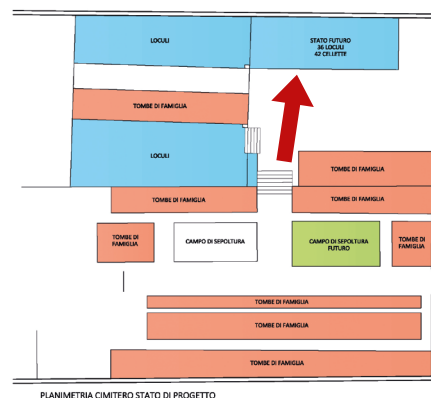 LOCULI
STATO FUTURO
36 LOCULI
42 CELLETTE
TOMBE DI FAMIGLIA
LOCULI
TOMBE DI FAMIGLIA
TOMBE DI FAMIGLIA
TOMBE DI FAMIGLIA
TOMBE DI
FAMIGLIA
CAMPO DI SEPOLTURA
CAMPO DI SEPOLTURA
FUTURO
TOMBE DI
FAMIGLIA
TOMBE DI FAMIGLIA
TOMBE DI FAMIGLIA
TOMBE DI FAMIGLIA
PLANIMETRIA CIMITERO STATO DI PROGETTO